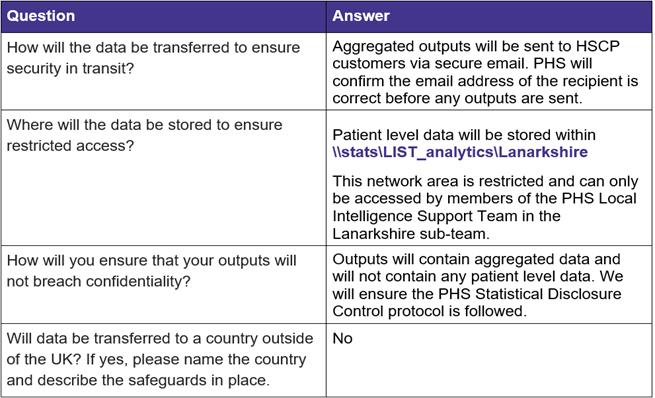 Question
Answer
How will the data be transferred to ensure
security in transit?
Aggregated outputs will be sent to HSCP
customers via secure email. PHS will
confirm the email address of the recipient is
correct before any outputs are sent.
Where will the data be stored to ensure
restricted access?
Patient level data will be stored within
\\stats\LIST_analytics\Lanarkshire
This network area is restricted and can only
be accessed by members of the PHS Local
Intelligence Support Team in the
Lanarkshire sub-team.
How will you ensure that your outputs will
not breach confidentiality?
Outputs will contain aggregated data and
will not contain any patient level data. We
will ensure the PHS Statistical Disclosure
Control protocol is followed.
Will data be transferred to a country outside
of the UK? If yes, please name the country
and describe the safeguards in place.
No